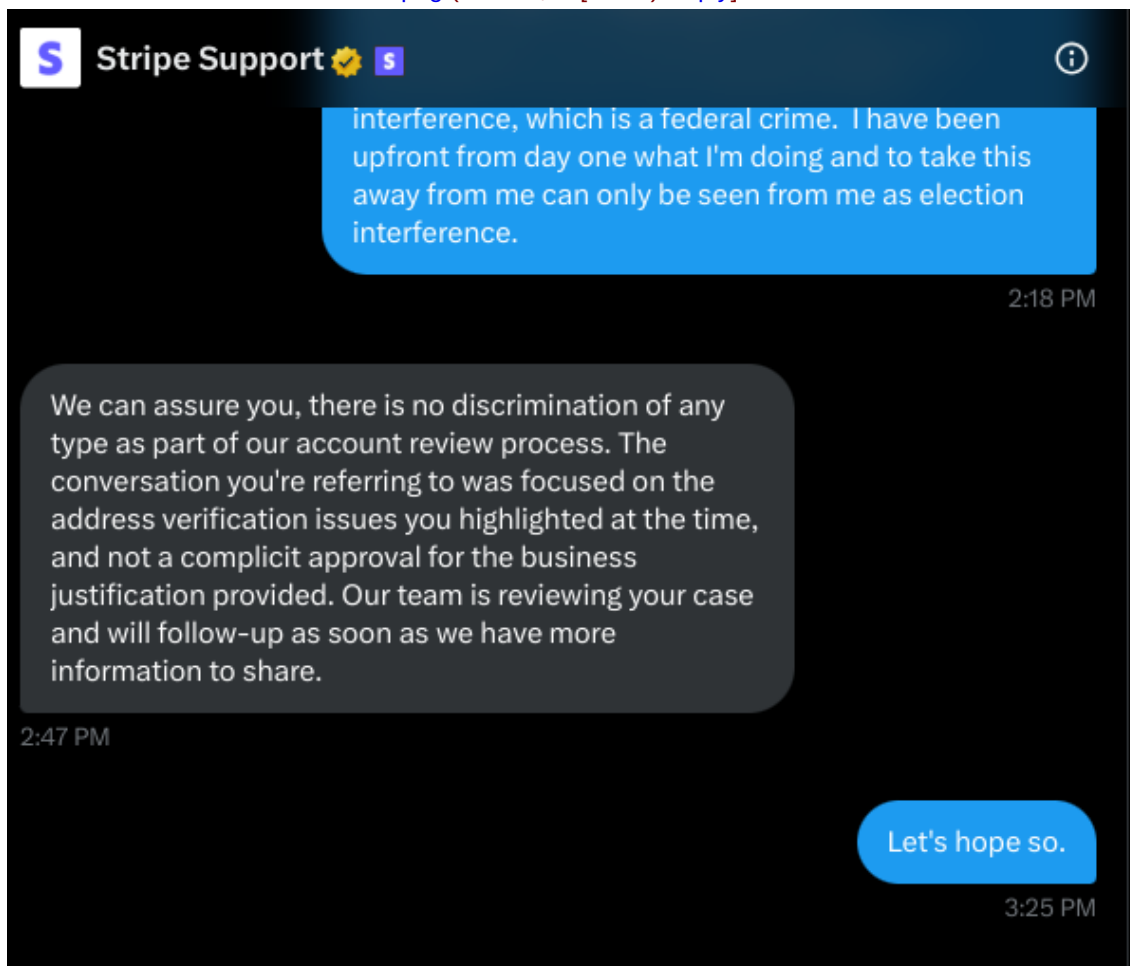 Stripe Support
interference, which is a federal crime.  I have been
upfront from day one what I'm doing and to take this
away from me can only be seen from me as election
interference.
2:18 PM
We can assure you, there is no discrimination of any
type as part of our account review process. The
conversation you're referring to was focused on the
address verification issues you highlighted at the time,
and not a complicit approval for the business
justification provided. Our team is reviewing your case
and will follow-up as soon as we have more
information to share.
2:47 PM
Let's hope so.
3:25 PM